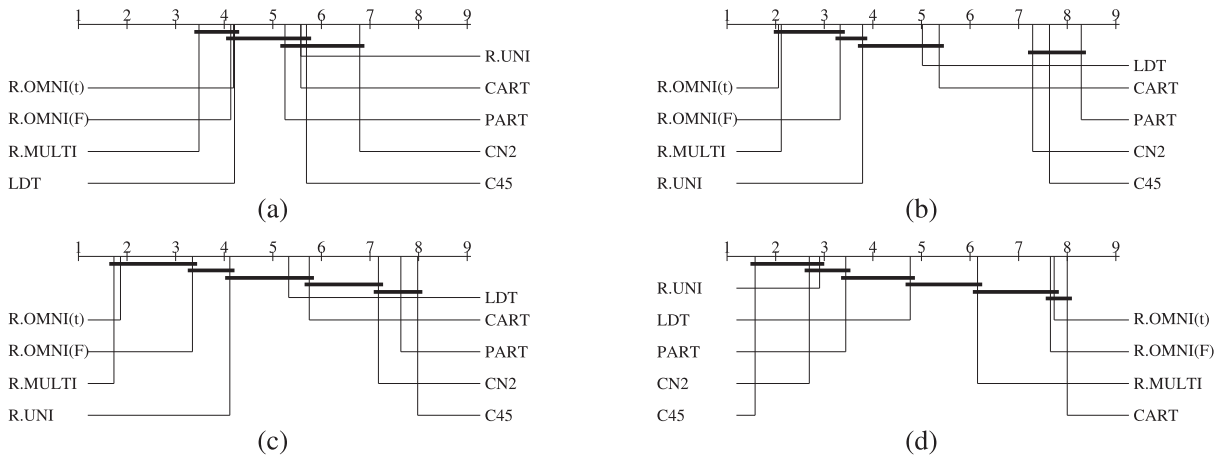 1 2 3 4 5 6 7 8 9
R.UNI
R.OMNI(t) CART
R.OMNI(F) PART
R.MULTI CN2
LDT C45
(a)
1 2 3 4 5 6 7 8 9
LDT
R.OMNI(t) CART
R.OMNI(F) PART
R.MULTI CN2
R.UNI C45
(b)
1 2 3 4 5 6 7 8 9
LDT
R.OMNI(t) CART
R.OMNI(F) PART
R.MULTI CN2
R.UNI C45
(c)
1 2 3 4 5 6 7 8 9
R.UNI
LDT R.OMNI(t)
PART R.OMNI(F)
CN2 R.MULTI
C45 CART
(d)